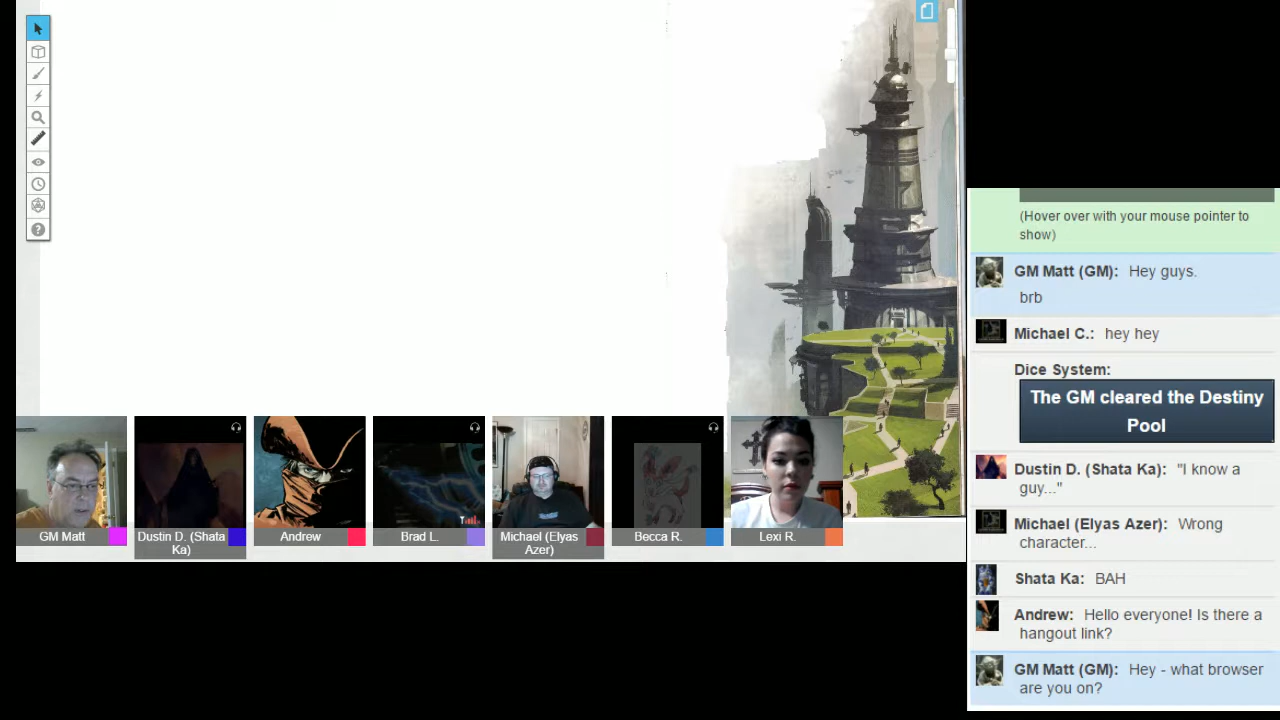 (Hover over with your mouse pointer to
show)
GM Matt (GM): Hey guys.
brb
Michael C.: hey hey
Dice System:
The GM cleared the Destiny
Pool
Dustin D. (Shata Ka): "I know a
guy..."
Michael (Elyas Azer): Wrong
character...
Shata Ka: BAH
Andrew: Hello everyone! Is there a
hangout link?
GM Matt (GM): Hey - what browser
are you on?
GM Matt
Dustin D. (Shata
Ka)
Andrew
Brad L.
Michael (Elyas
Azer)
Becca R.
Lexi R.